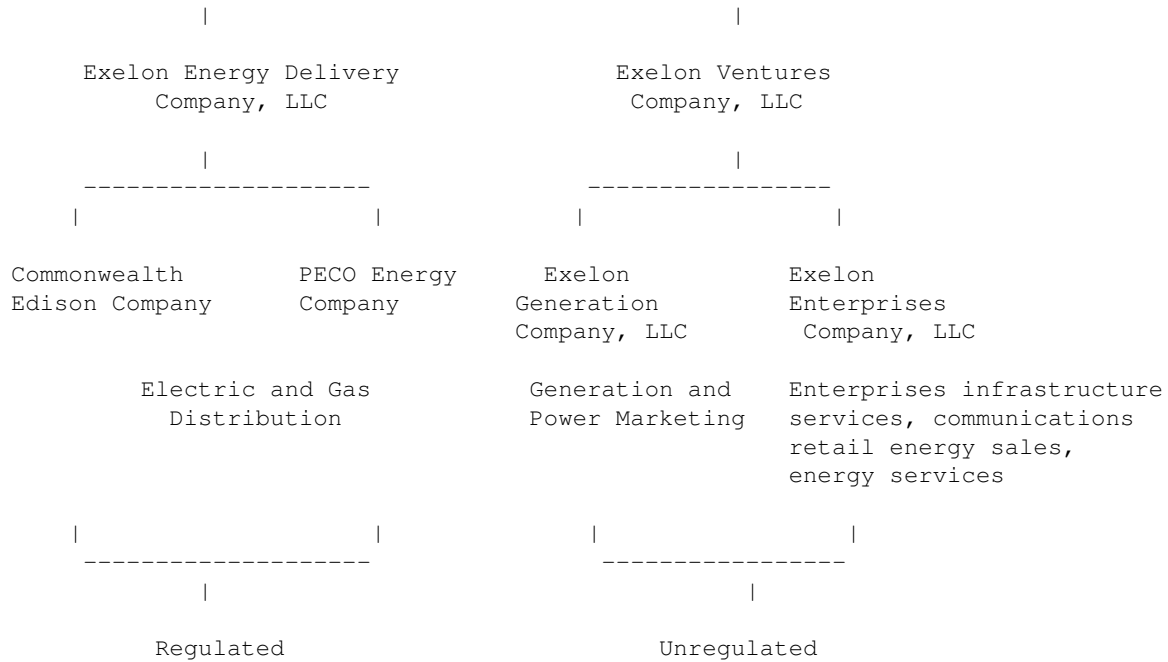 Exelon Energy Delivery Exelon Ventures
Company, LLC Company, LLC
Commonwealth PECO Energy Exelon Exelon
Edison Company Company Generation Enterprises
Company, LLC Company, LLC
Electric and Gas Generation and Enterprises infrastructure
Distribution Power Marketing services, communications
retail energy sales,
energy services
Regulated Unregulated